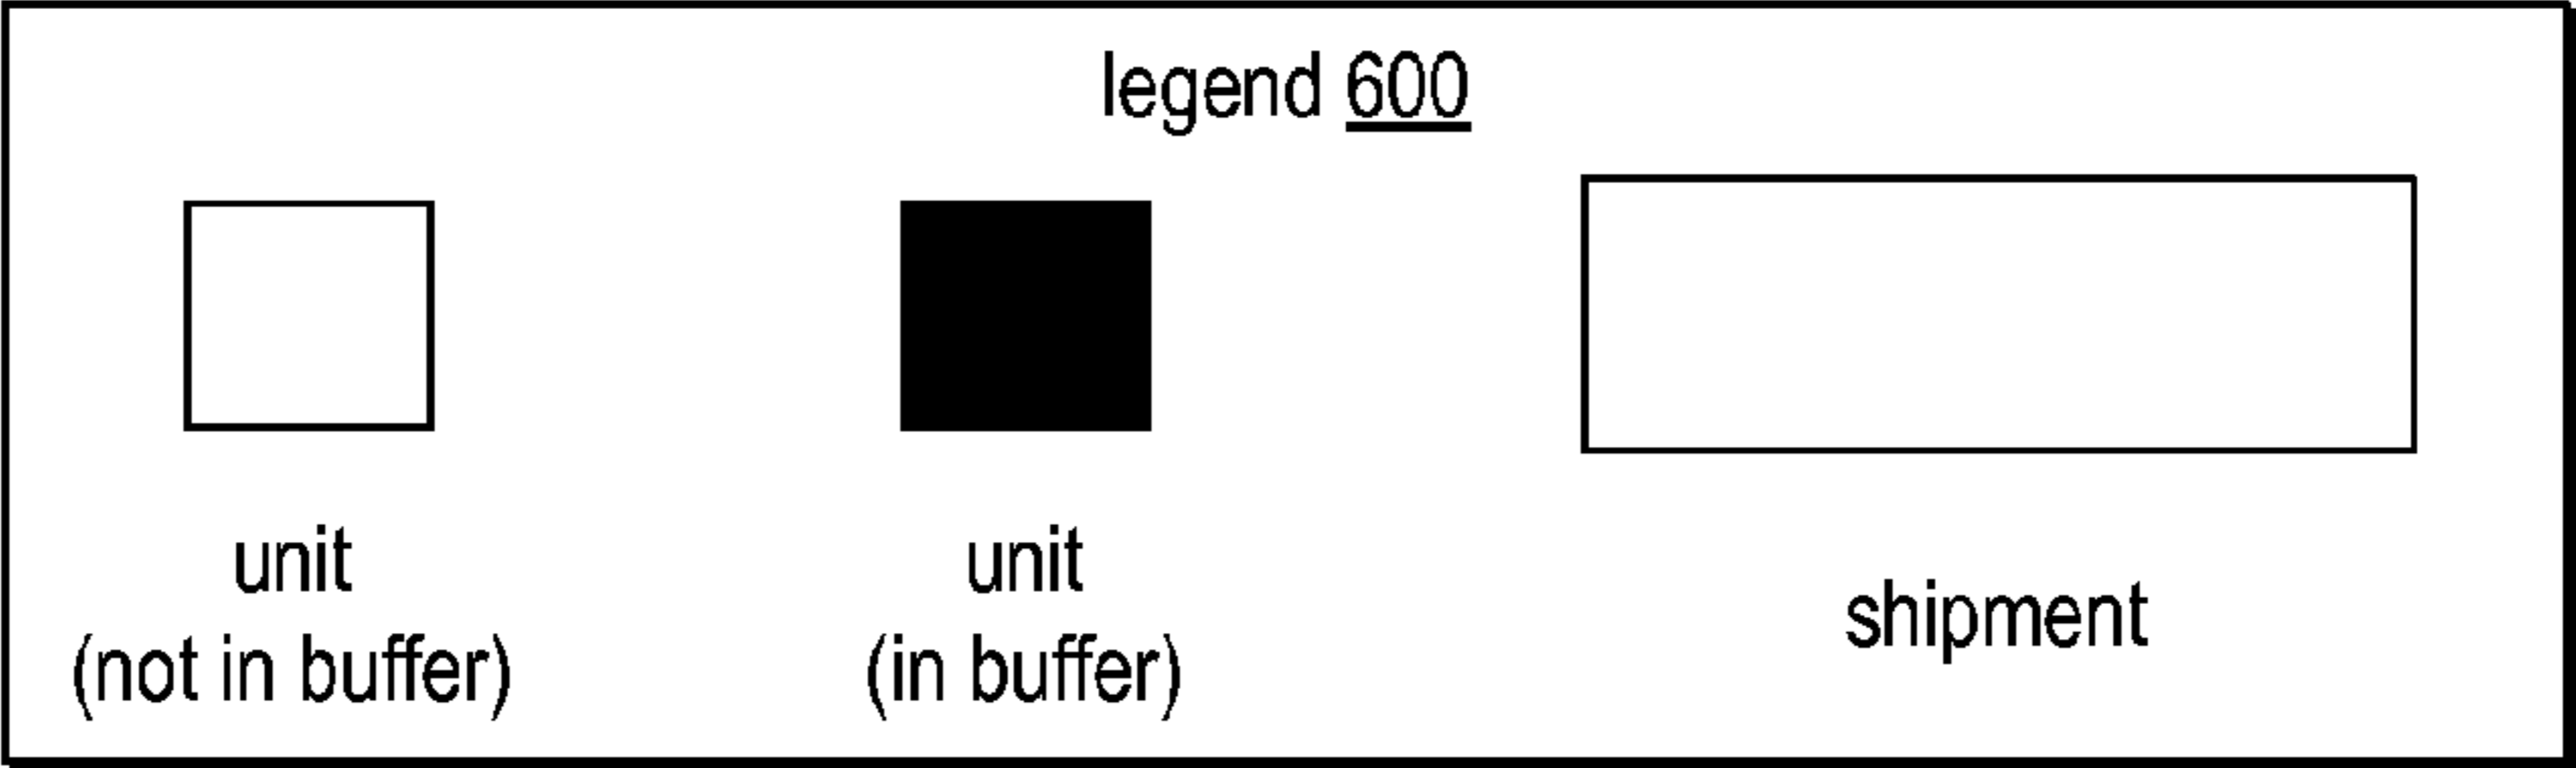 legend 600
unit
(not in buffer)
unit
(in buffer)
shipment